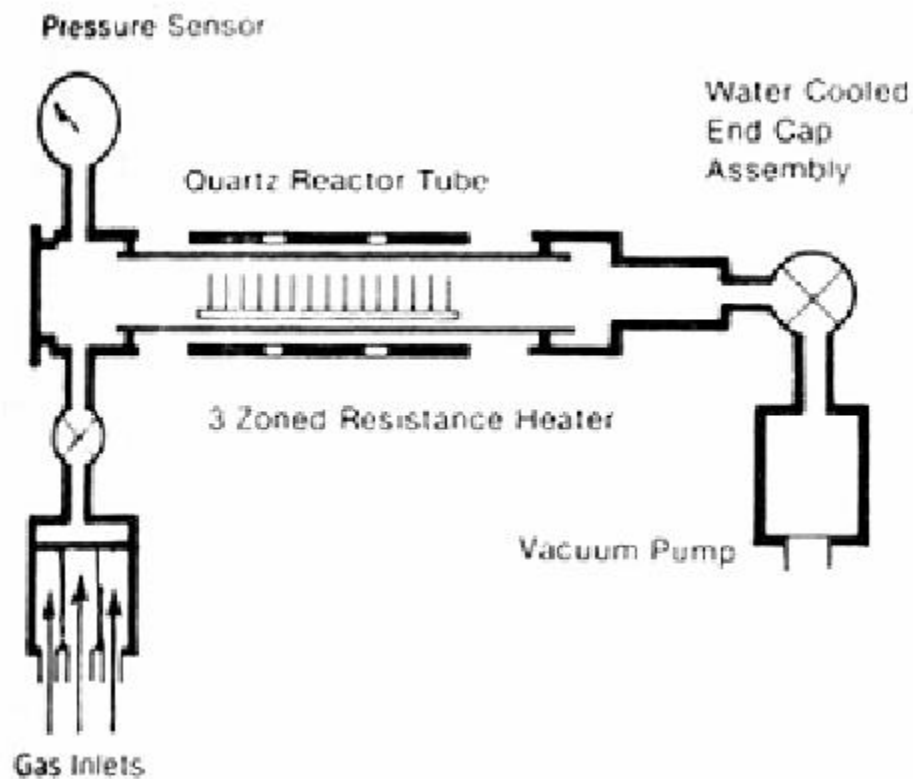 Pressure Sensor
Water Cooled
End Cap
Assembly
Quartz Reactor Tube
3 Zoned Resistance Heater
Vacuum Pump
Gas Inlets